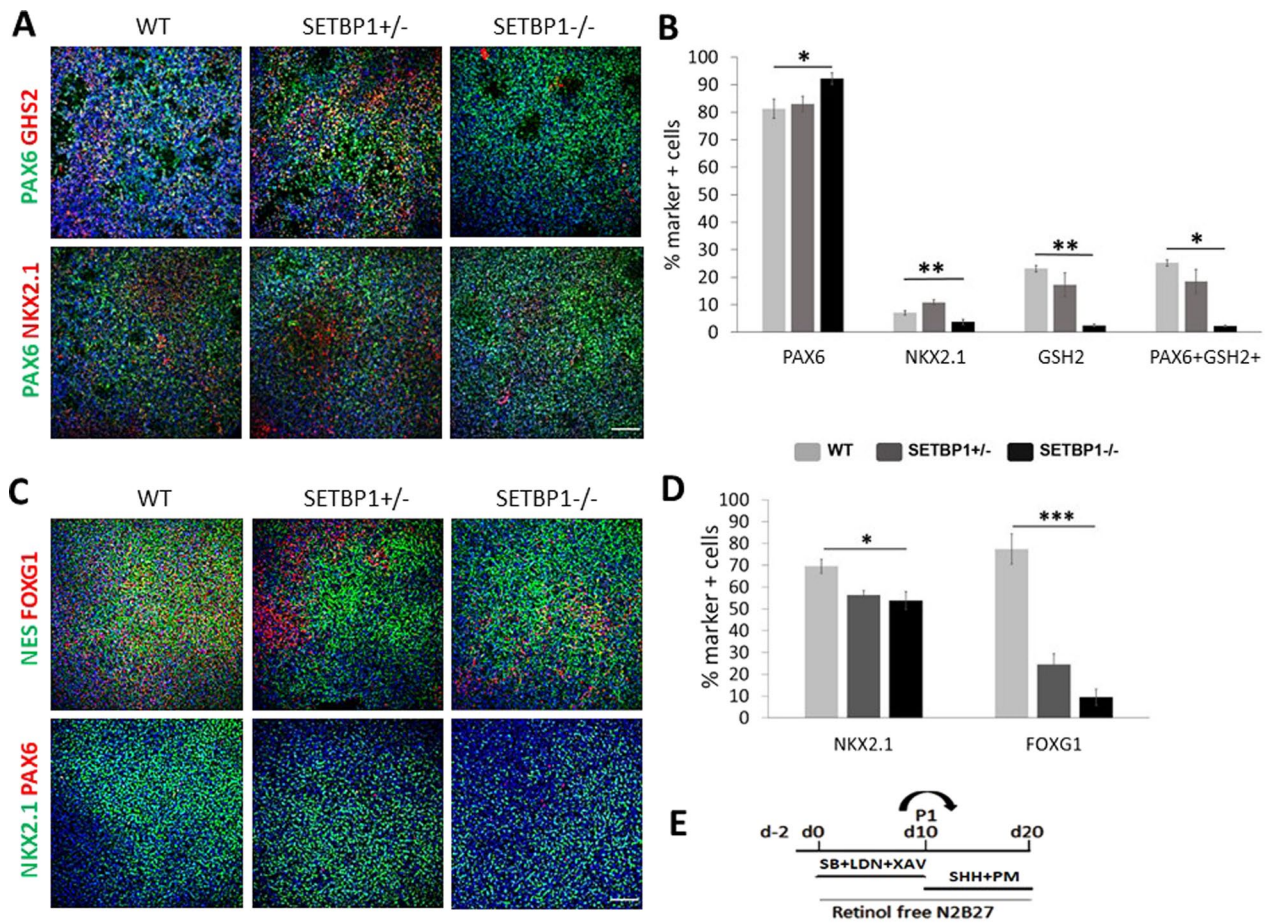 A
WT
SETBP1+/-
SETBP1-/-
PAX6 GHS2
PAX6 NKX2.1
B
% marker + cells
100
90
80
70
60
50
40
30
20
10
0
*
**
**
*
PAX6
NKX2.1
GSH2
PAX6+GSH2+
WT
SETBP1+/-
SETBP1-/-
C
WT
SETBP1+/-
SETBP1-/-
NES FOXG1
NKX2.1 PAX6
D
% marker + cells
100
90
80
70
60
50
40
30
20
10
0
*
***
NKX2.1
FOXG1
E
P1
d-2 d0 d10 d20
SB+LDN+XAV
SHH+PM
Retinol free N2B27